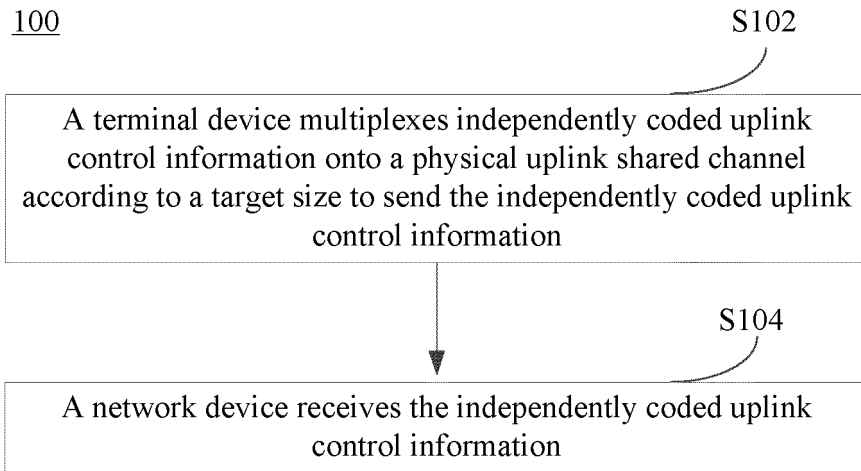 100
S102
A terminal device multiplexes independently coded uplink
control information onto a physical uplink shared channel
according to a target size to send the independently coded uplink
control information
S104
A network device receives the independently coded uplink
control information